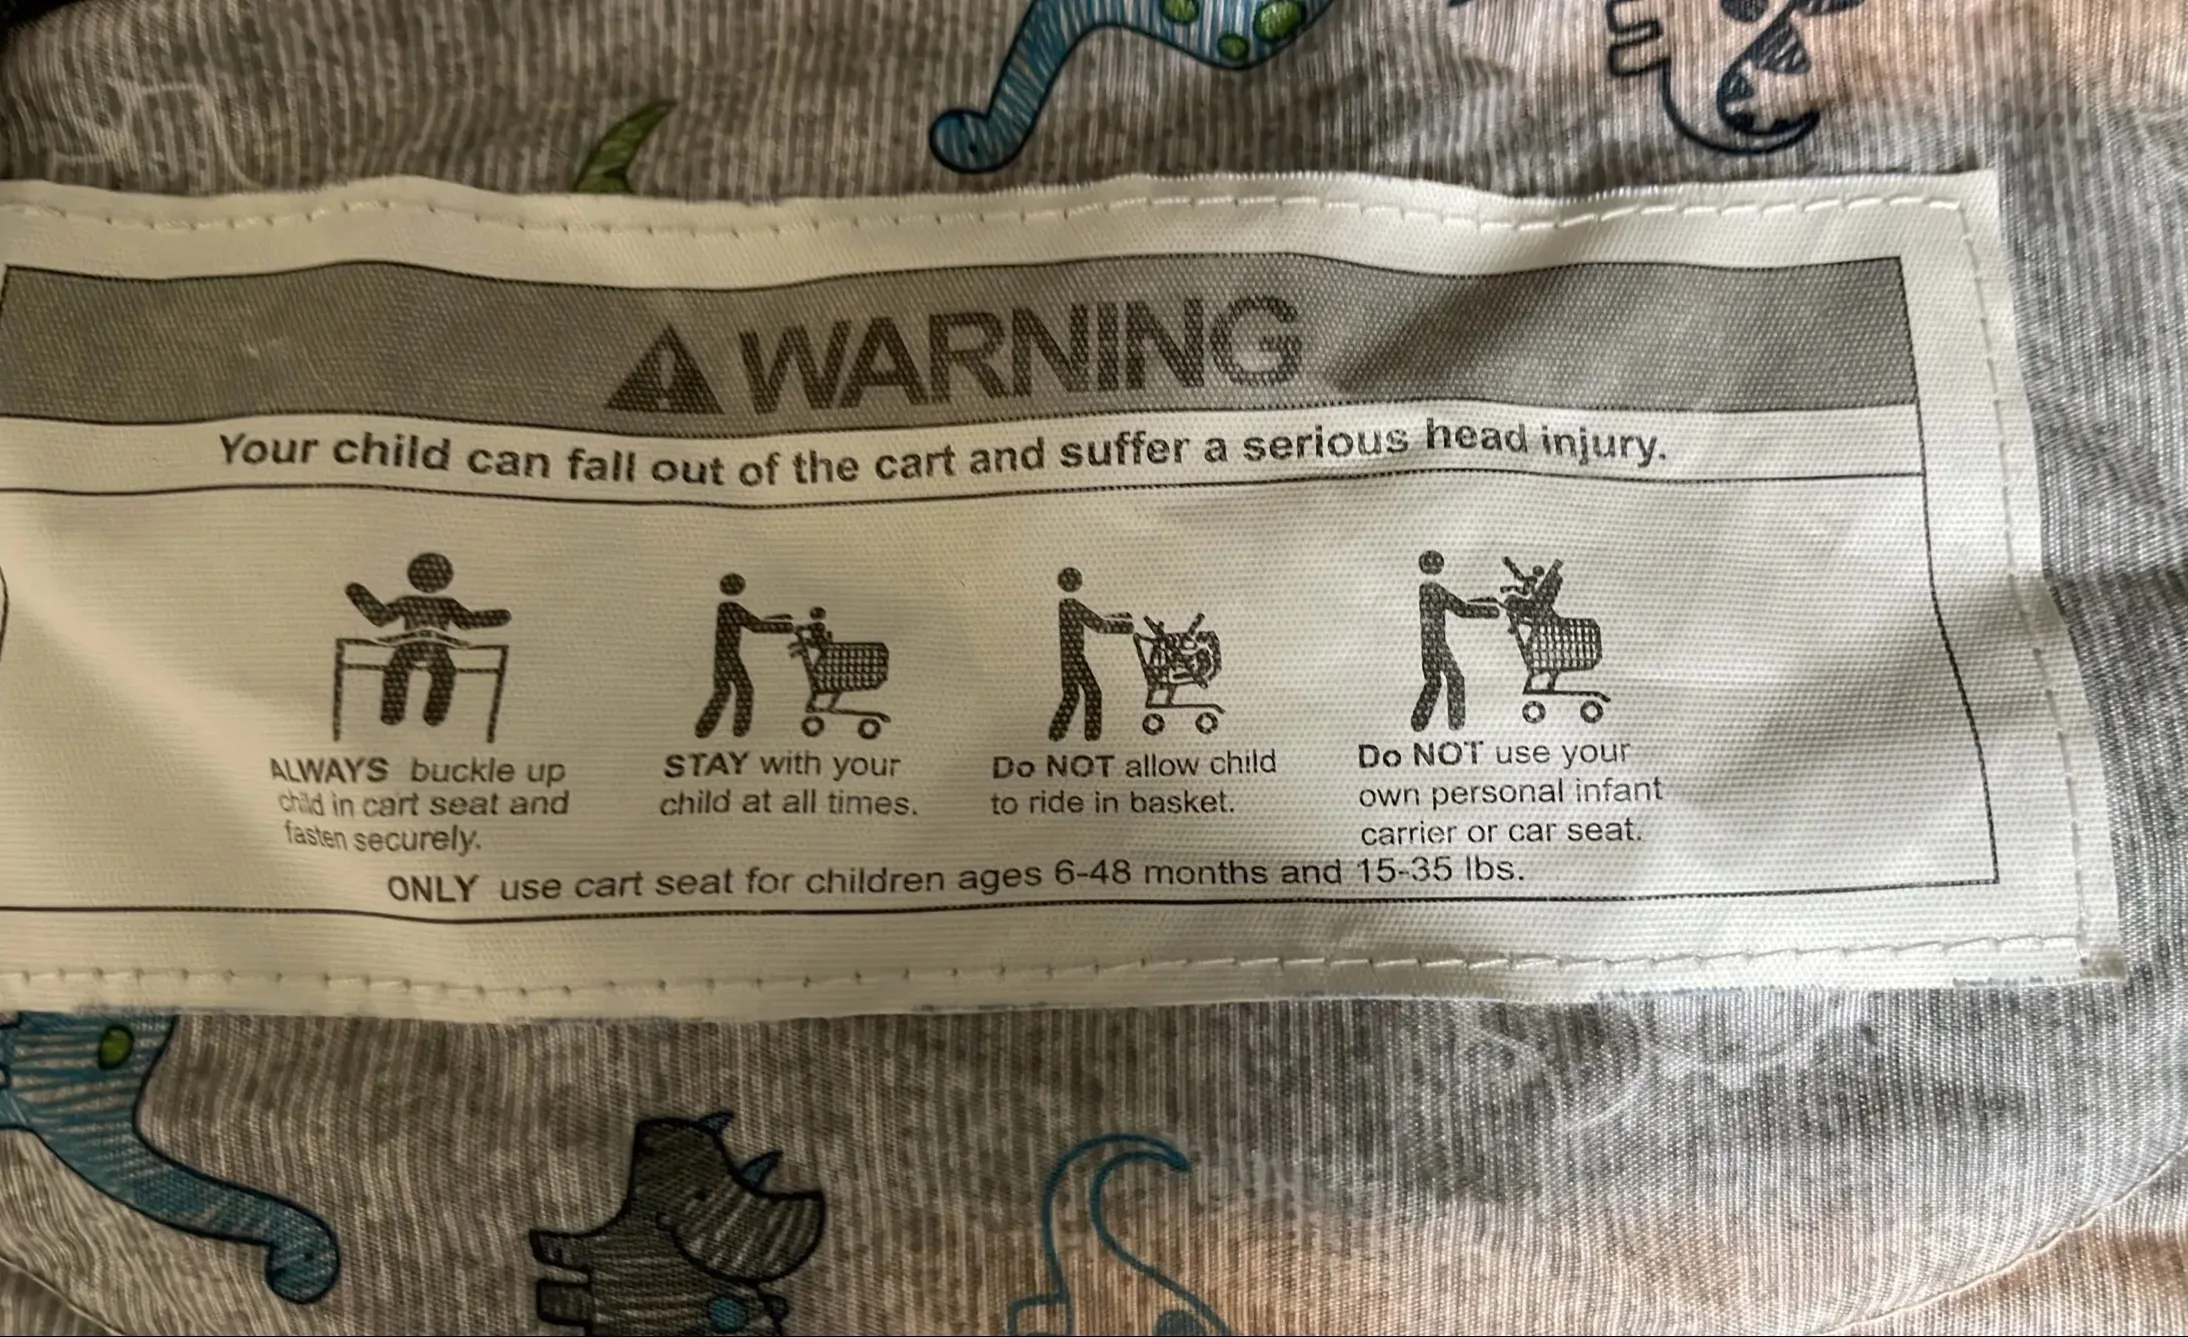 WARNING
Your child can fall out of the cart and suffer a serious head injury.
ALWAYS buckle up
child in cart seat and
fasten securely.
STAY with your
child at all times.
Do NOT allow child
to ride in basket.
Do NOT use your
own personal infant
carrier or car seat.
ONLY use cart seat for children ages 6-48 months and 15-35 lbs.